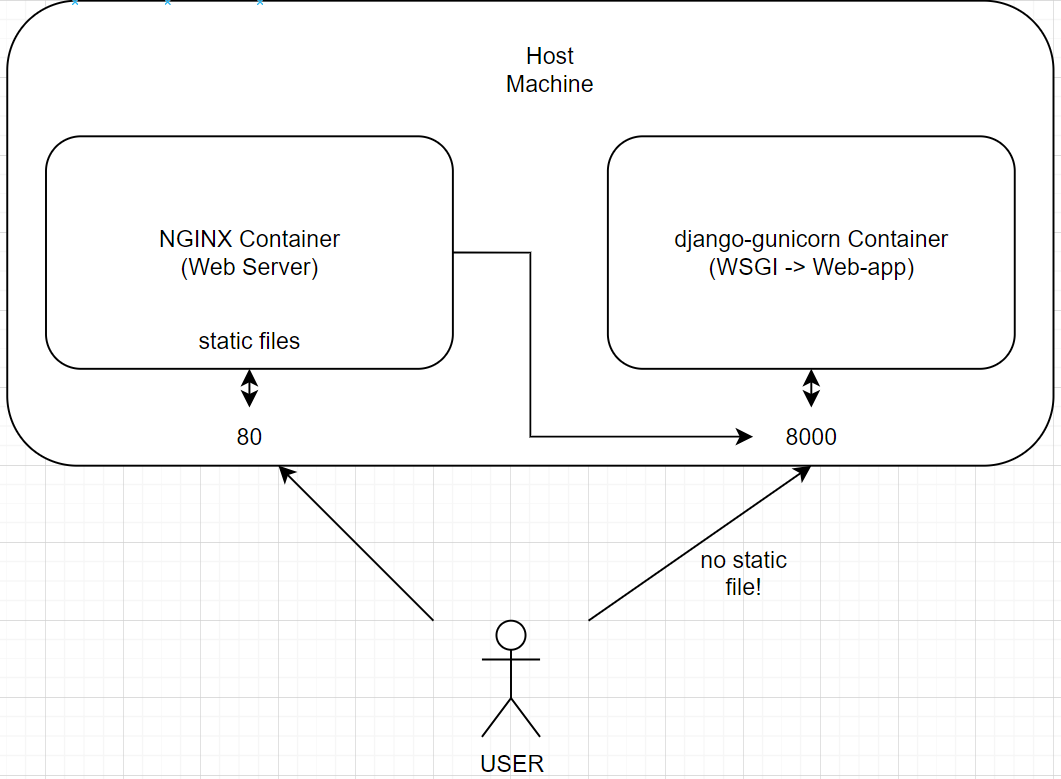 Host
Machine
NGINX Container
(Web Server)
static files
django-gunicorn Container
(WSGI -> Web-app)
80
8000
no static
file!
USER